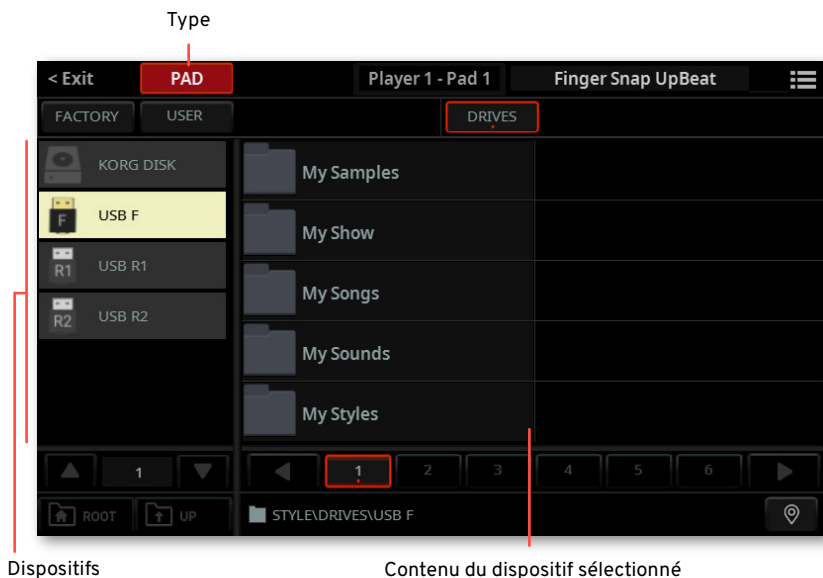 Type
< Exit PAD Player 1 - Pad 1 Finger Snap UpBeat
FACTORY USER DRIVES
KORG DISK
F USB F
R1 USB R1
R2 USB R2
My Samples
My Show
My Songs
My Sounds
My Styles
1 1 2 3 4 5 6
ROOT UP STYLE\DRIVES\USB F
Dispositifs Contenu du dispositif sélectionné